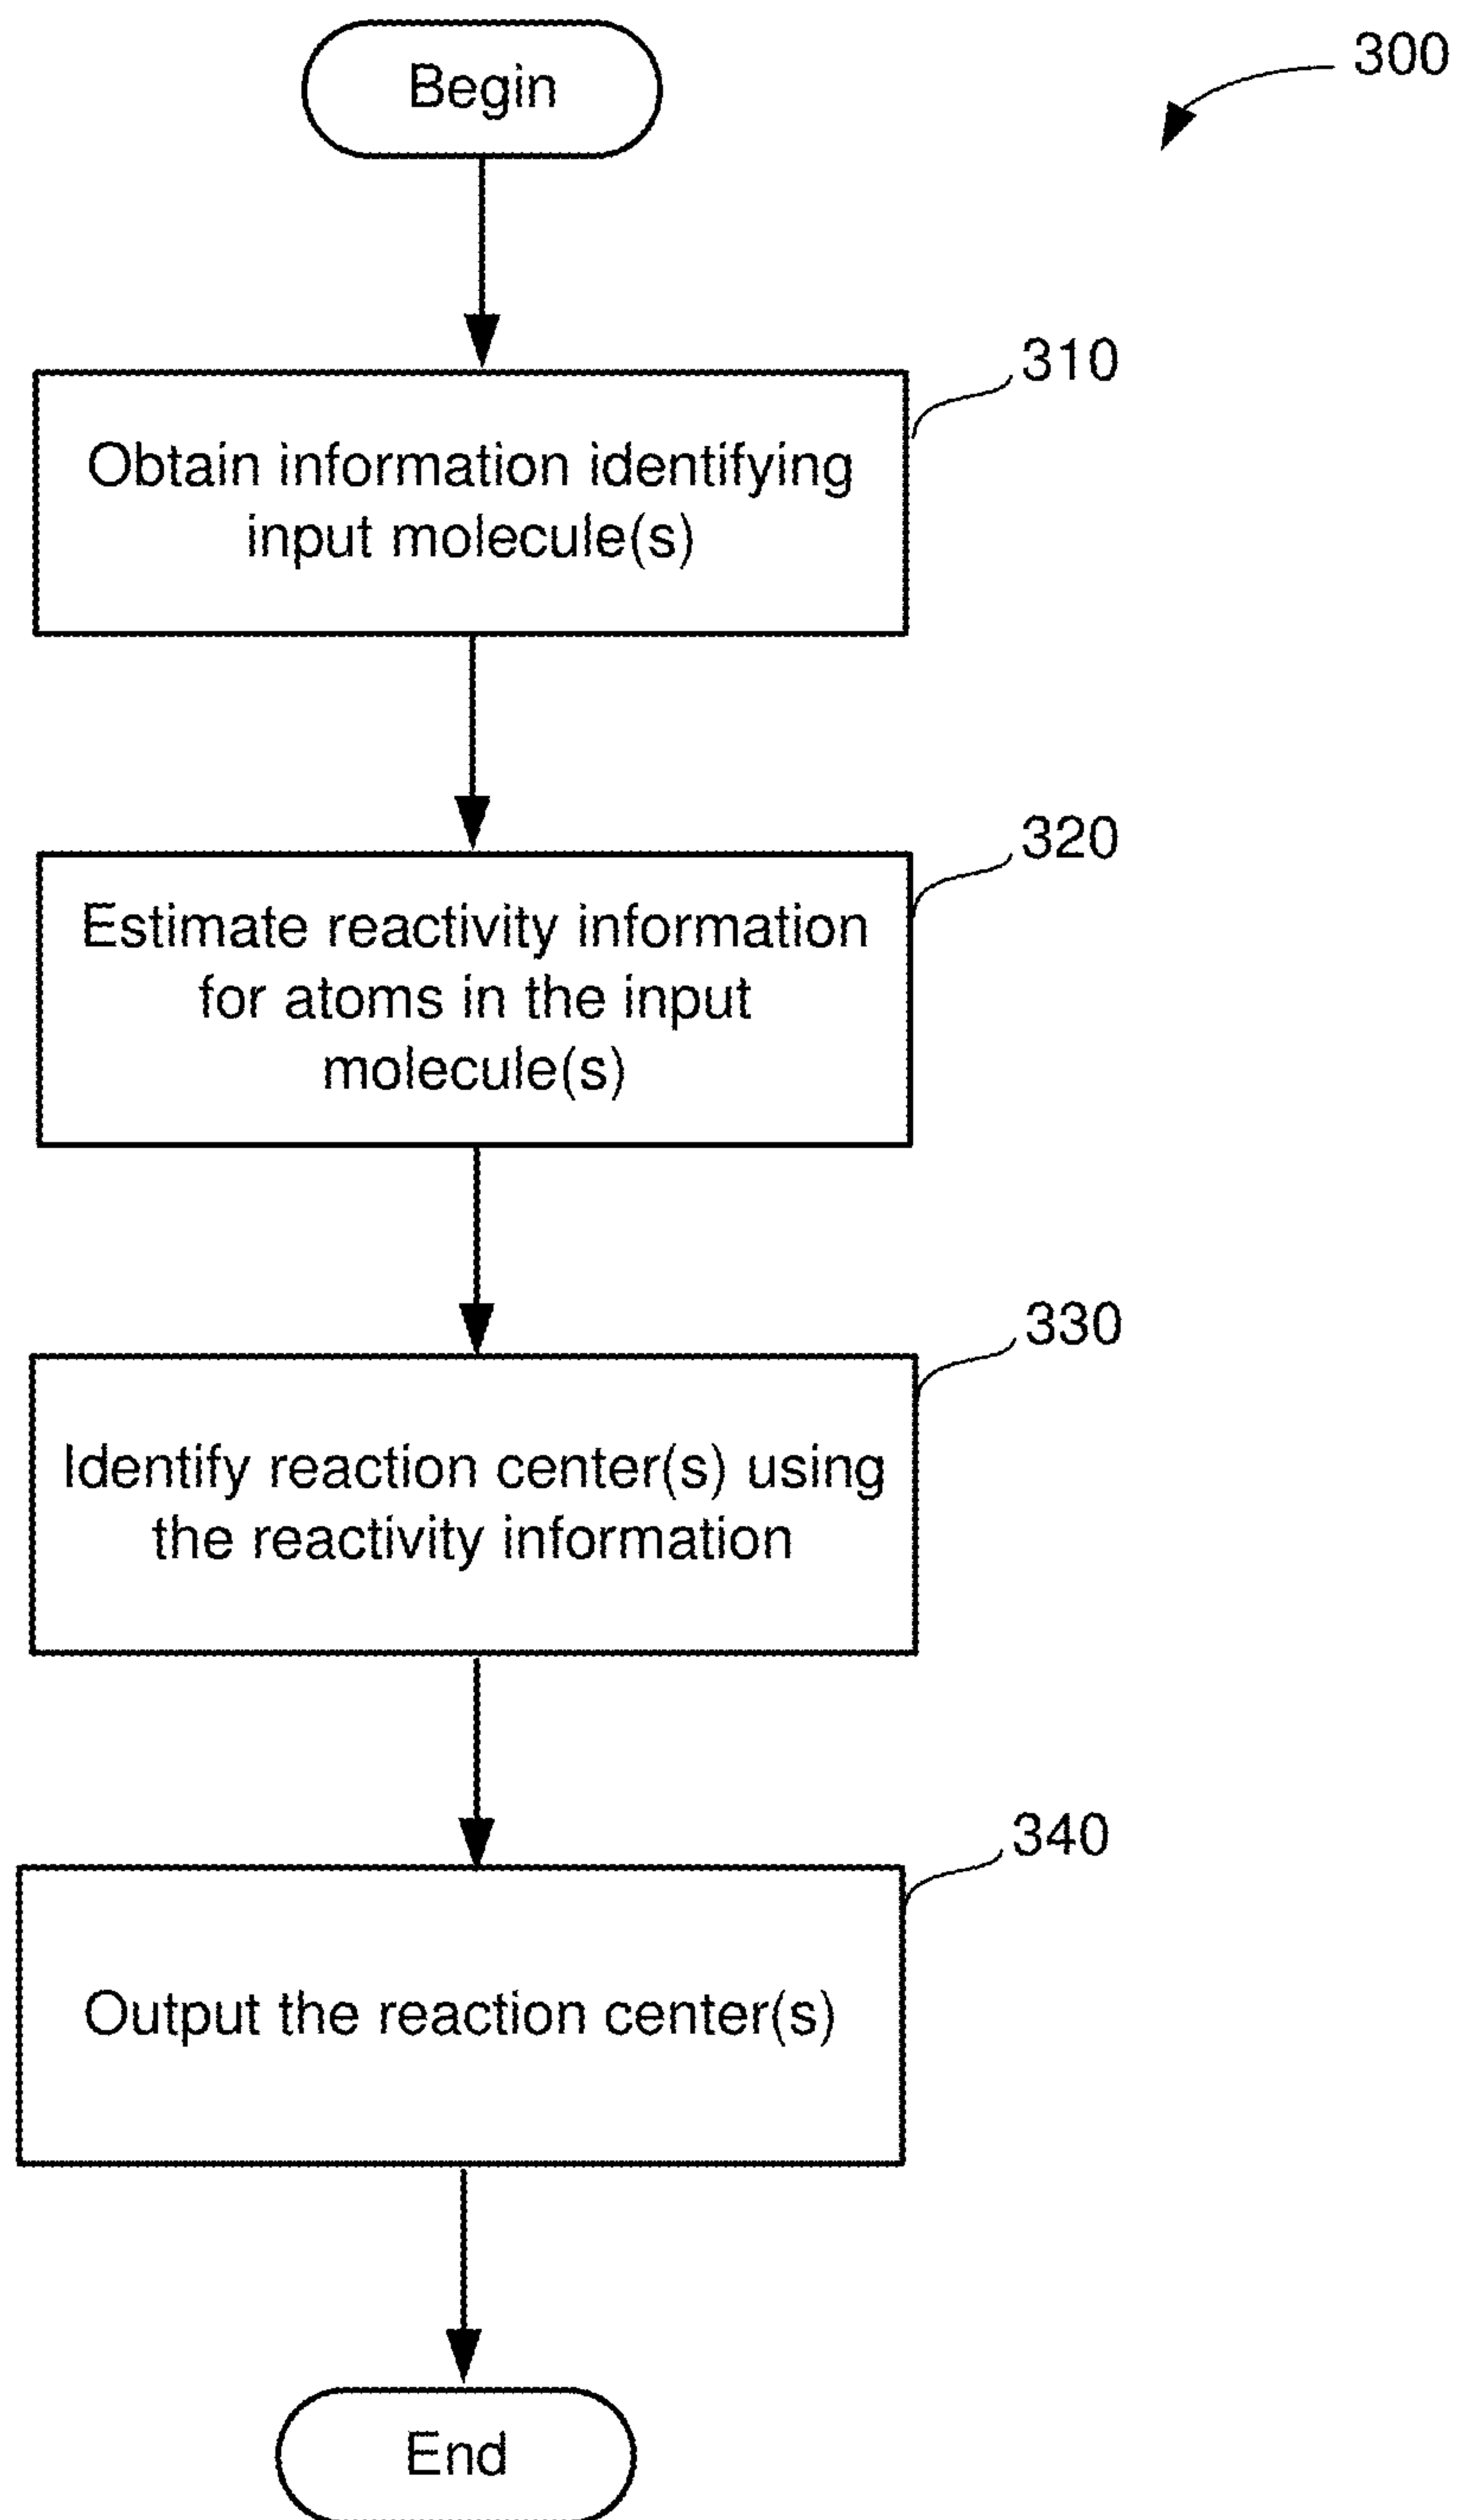 Begin
300
310
Obtain information identifying
input molecule(s)
320
Estimate reactivity information
for atoms in the input
molecule(s)
330
Identify reaction center(s) using
the reactivity information
340
Output the reaction center(s)
End